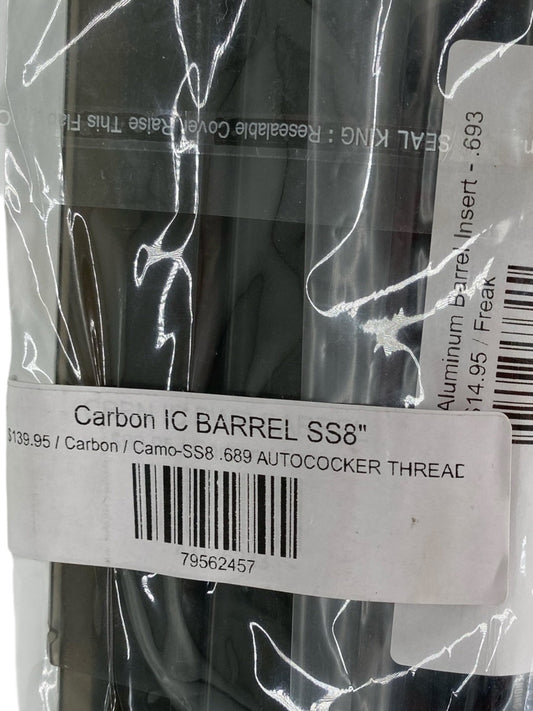 SEAL KING : Resealable Cover Raise This Flap
Aluminum Barrel Insert - .693
$14.95 / Freak
Carbon IC BARREL SS8"
$139.95 / Carbon / Camo-SS8 .689 AUTOCOCKER THREAD
79562457